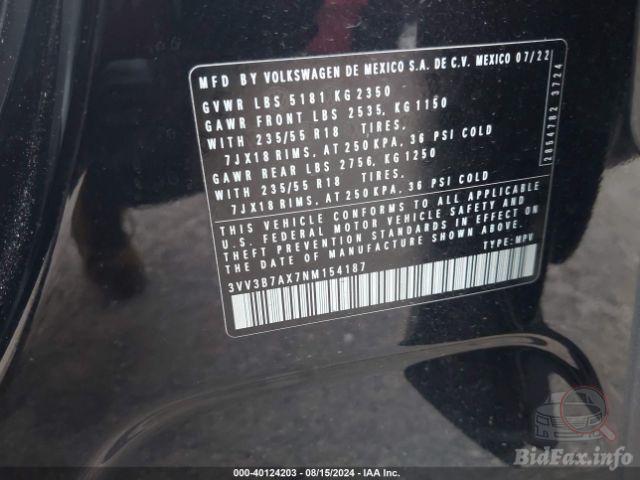 MFD BY VOLKSWAGEN DE MEXICO S.A. DE C.V. MEXICO 07/22
GVWR LBS 5181 KG 2350
GAWR FRONT LBS 2535, KG 1150
WITH 235/55 R18 TIRES,
7JX18 RIMS, AT 250 KPA, 36 PSI COLD
GAWR REAR LBS 2756, KG 1250
WITH 235/55 R18 TIRES,
7JX18 RIMS, AT 250 KPA, 36 PSI COLD
THIS VEHICLE CONFORMS TO ALL APPLICABLE
U.S. FEDERAL MOTOR VEHICLE SAFETY AND
THEFT PREVENTION STANDARDS IN EFFECT ON
THE DATE OF MANUFACTURE SHOWN ABOVE.
TYPE: MPV
3VV3B7AX7NM154187
2854782 3724
BidFax.info
000-40124203 - 08/15/2024 - IAA Inc.